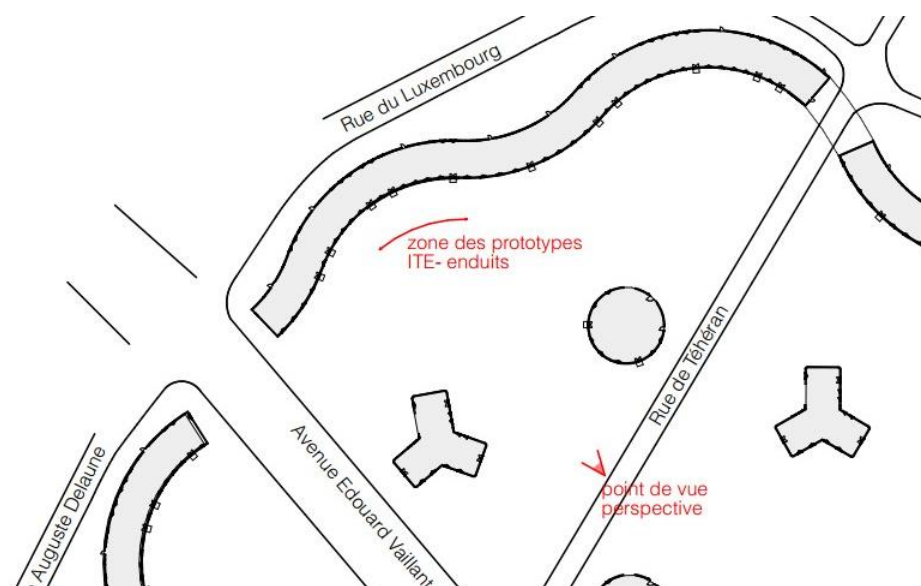 Rue du Luxembourg
zone des prototypes
ITE- enduits
Rue de Téhéran
Avenue Edouard Vaillant
point de vue
perspective
Auguste Delaune